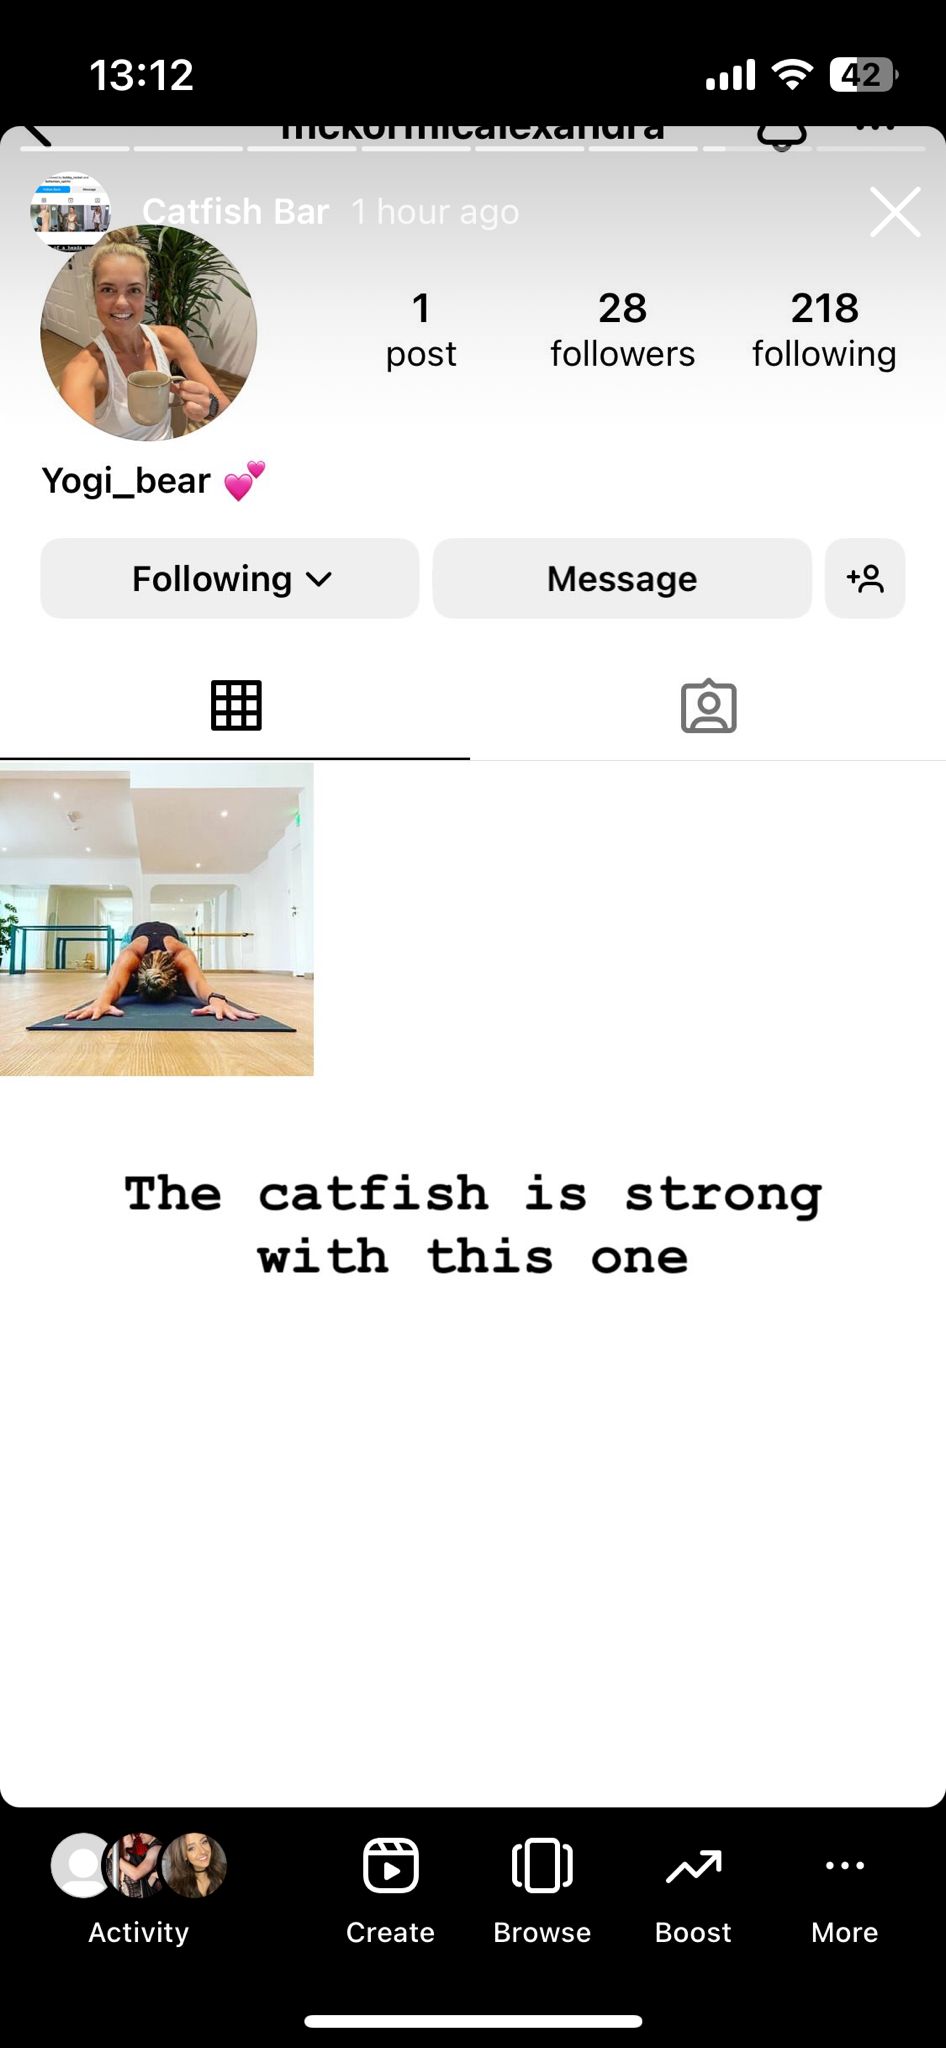 13:12
42
mckormicalexandra
Catfish Bar 1 hour ago
1
post
28
followers
218
following
Yogi_bear 💕
Following
Message
The catfish is strong
with this one
Activity
Create
Browse
Boost
More